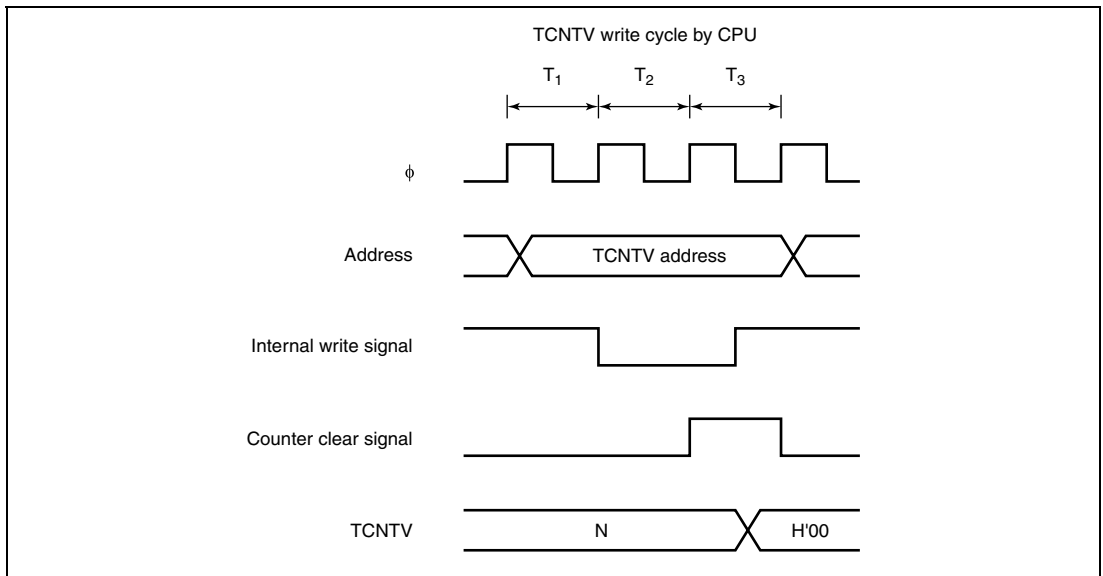 TCNTV write cycle by CPU
T1 T2 T3
φ
Address TCNTV address
Internal write signal
Counter clear signal
TCNTV N H'00